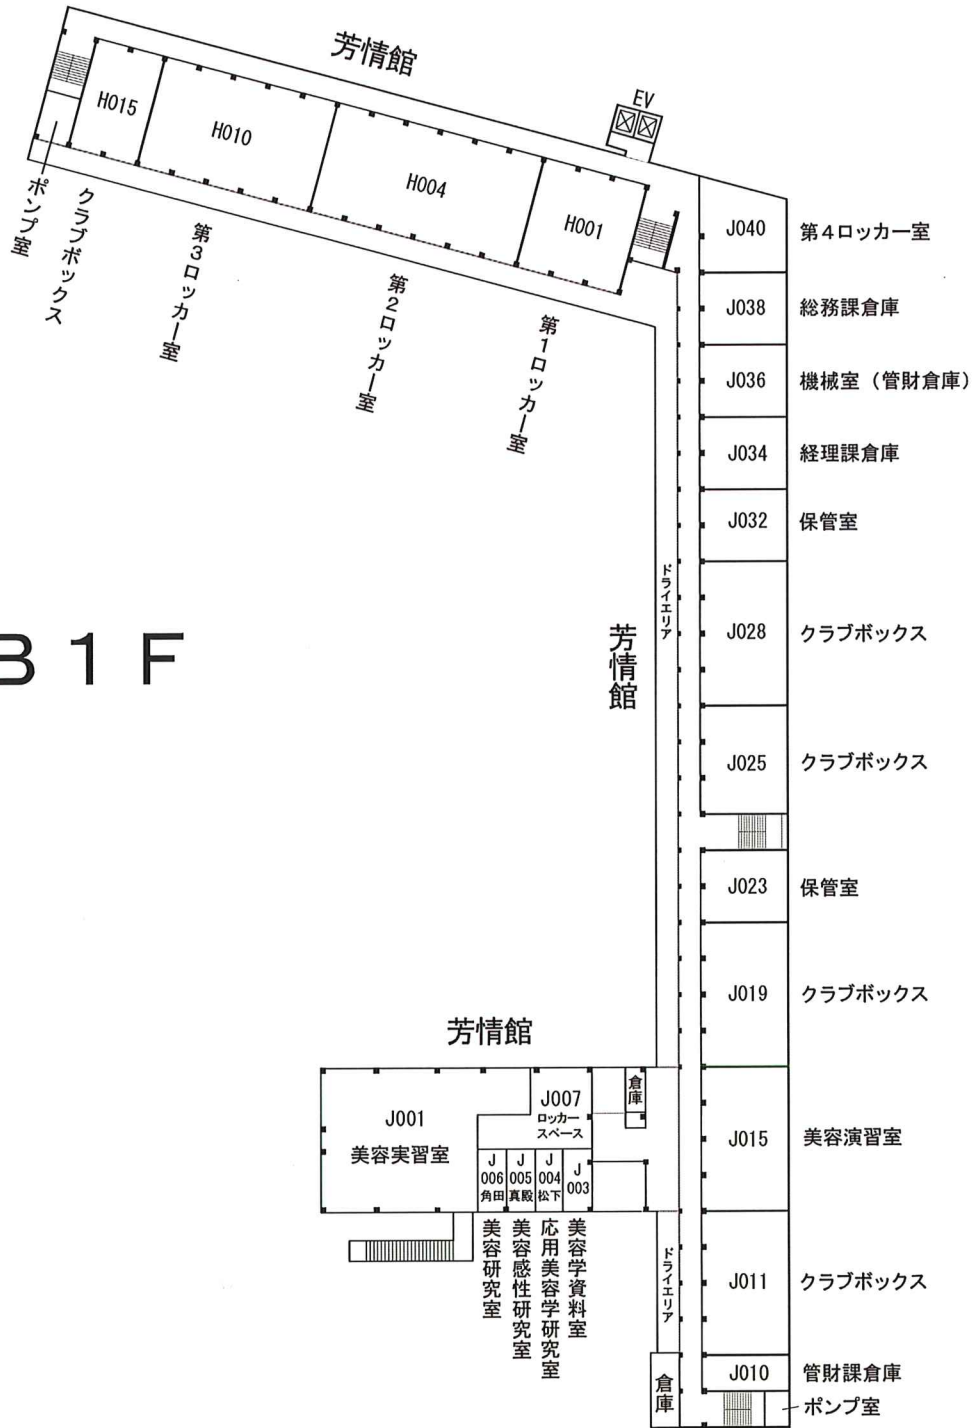 芳情館
EV
H015
H010
H004
H001
ポンプ室
クラブボックス
第3ロッカー室
第2ロッカー室
第1ロッカー室
J040 第4ロッカー室
J038 総務課倉庫
J036 機械室（管財倉庫）
J034 経理課倉庫
J032 保管室
ドライエリア
J028 クラブボックス
芳情館
B1F
J025 クラブボックス
J023 保管室
J019 クラブボックス
芳情館
J001
美容実習室
J007
ロッカー
スペース
倉庫
J015 美容演習室
J
006
角田
J
005
真殿
J
004
松下
J
003
美容研究室
美容感性研究室
応用美容学研究室
美容学資料室
ドライエリア
J011 クラブボックス
J010 管財課倉庫
倉庫
ポンプ室